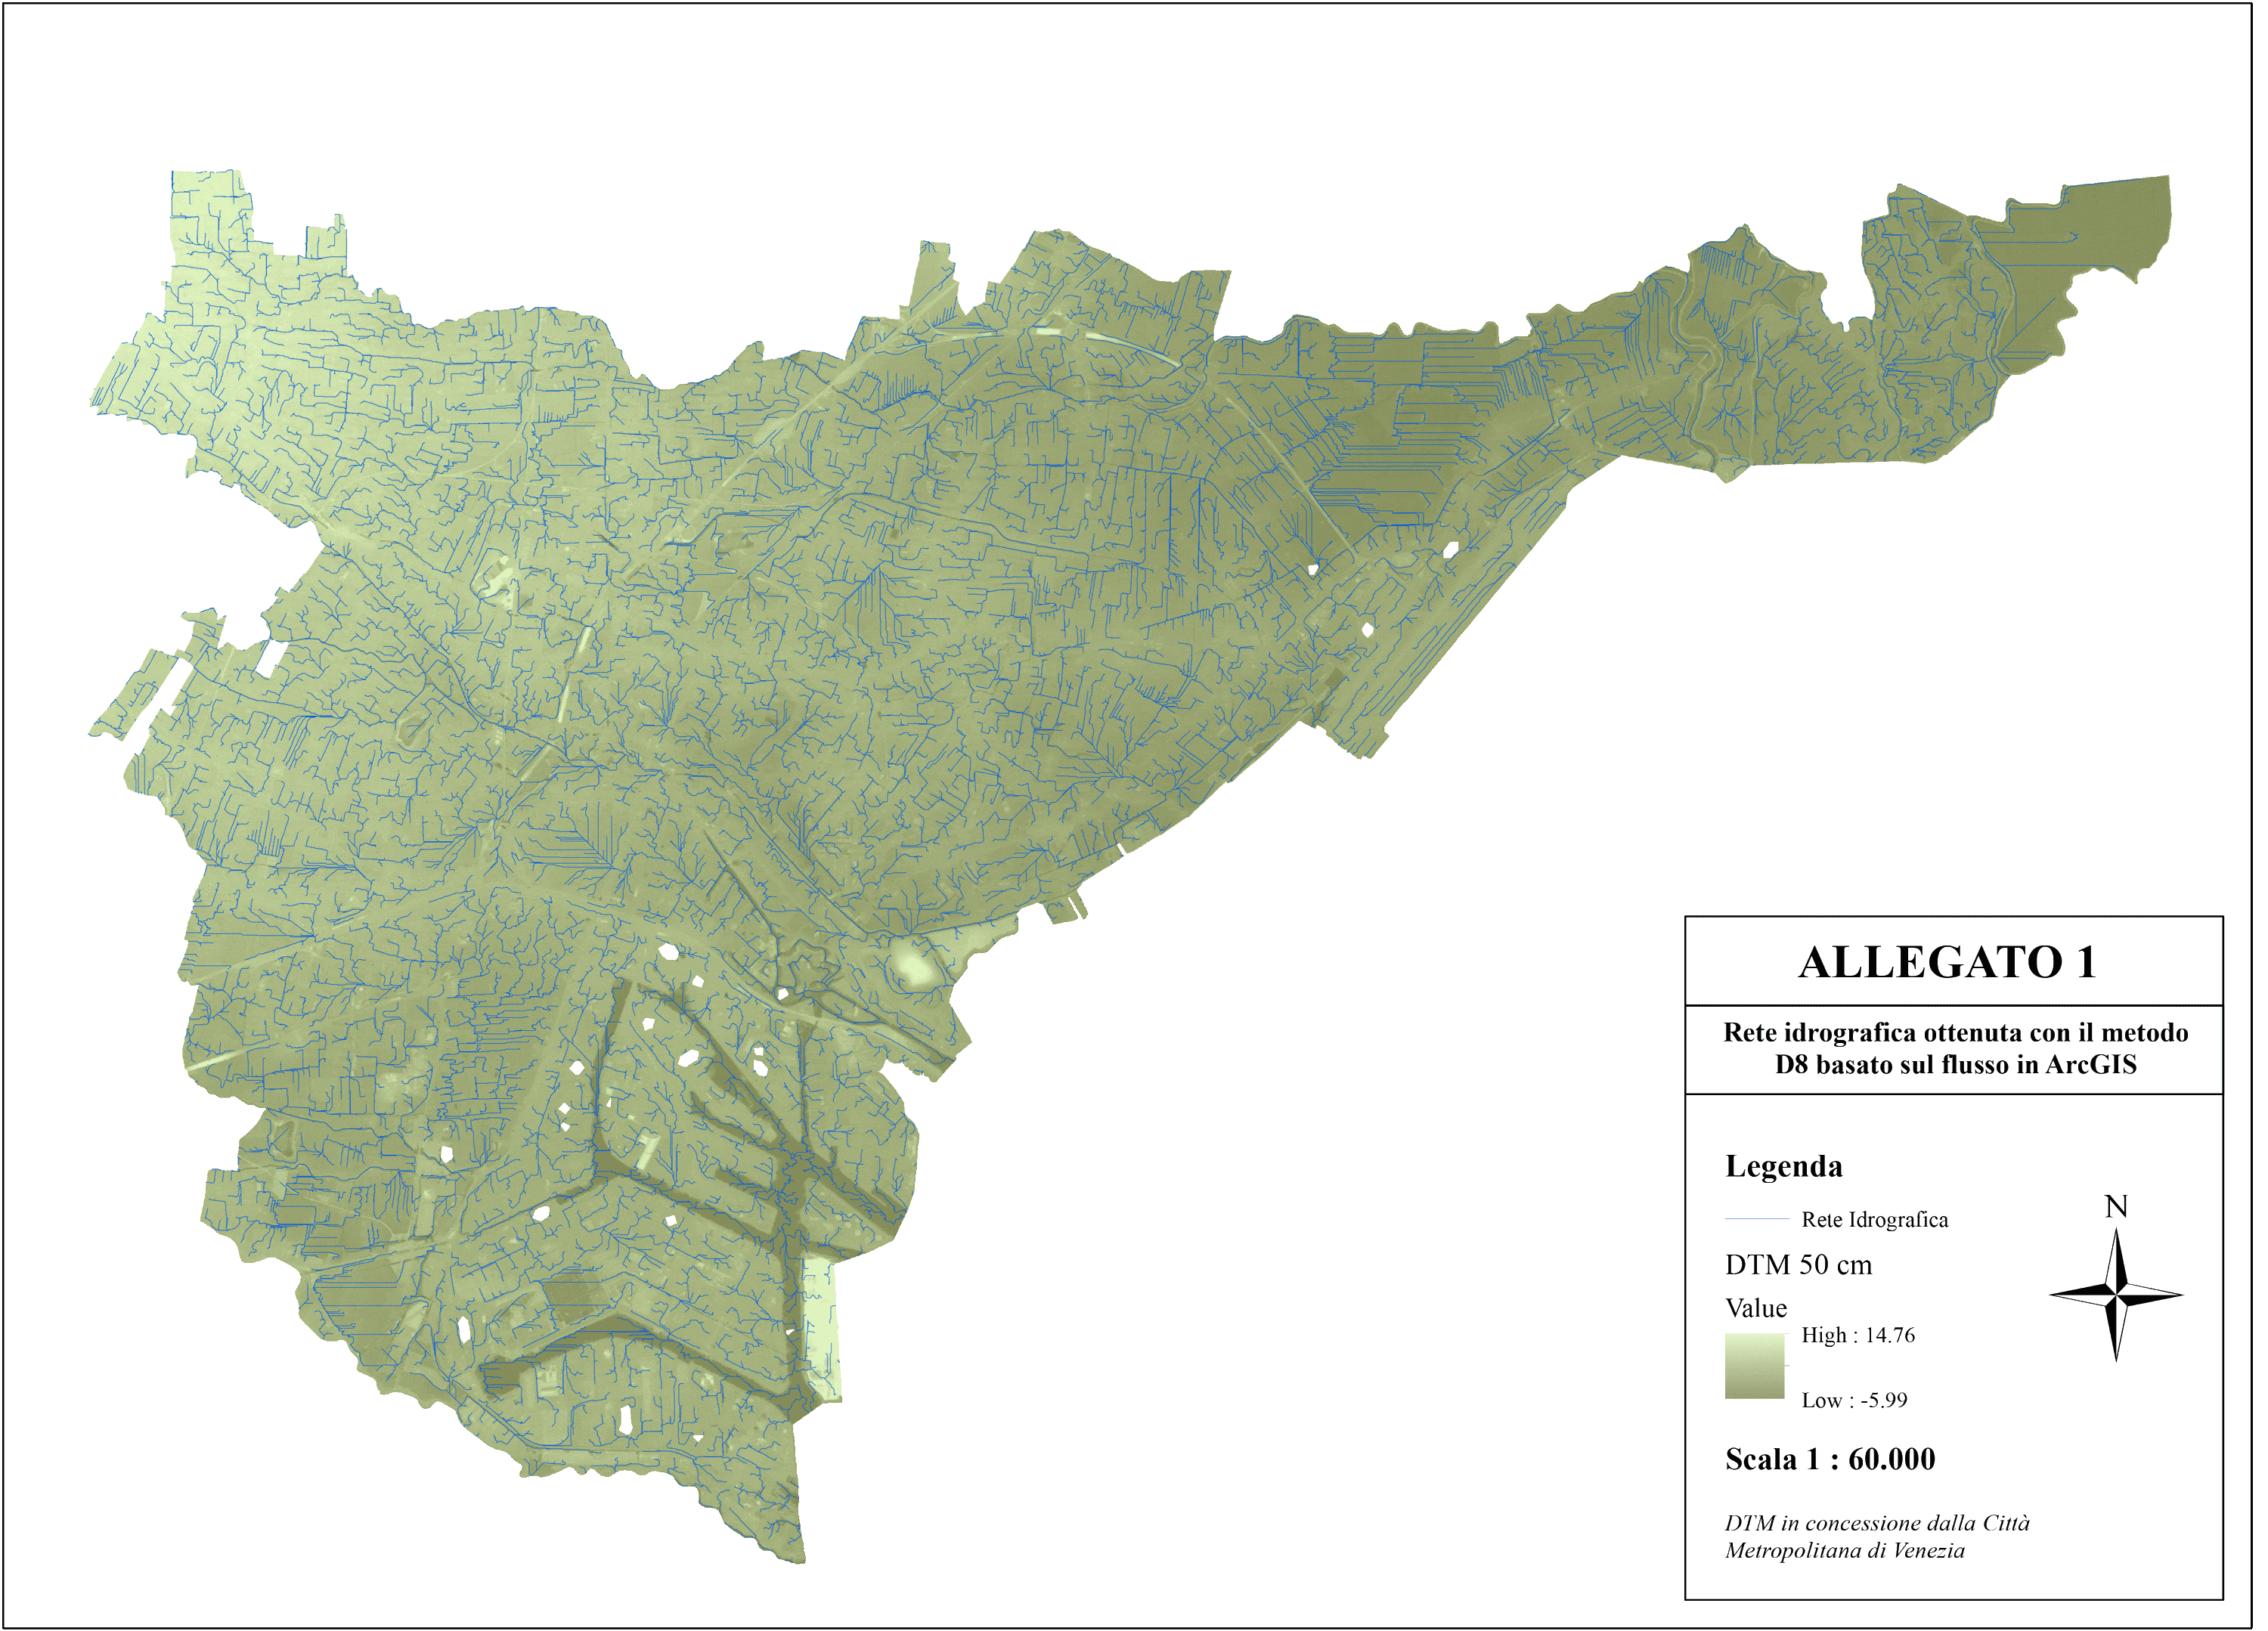 ALLEGATO 1
Rete idrografica ottenuta con il metodo
D8 basato sul flusso in ArcGIS
Legenda
Rete Idrografica
DTM 50 cm
Value
High : 14.76
Low : -5.99
N
Scala 1 : 60.000
DTM in concessione dalla Città
Metropolitana di Venezia